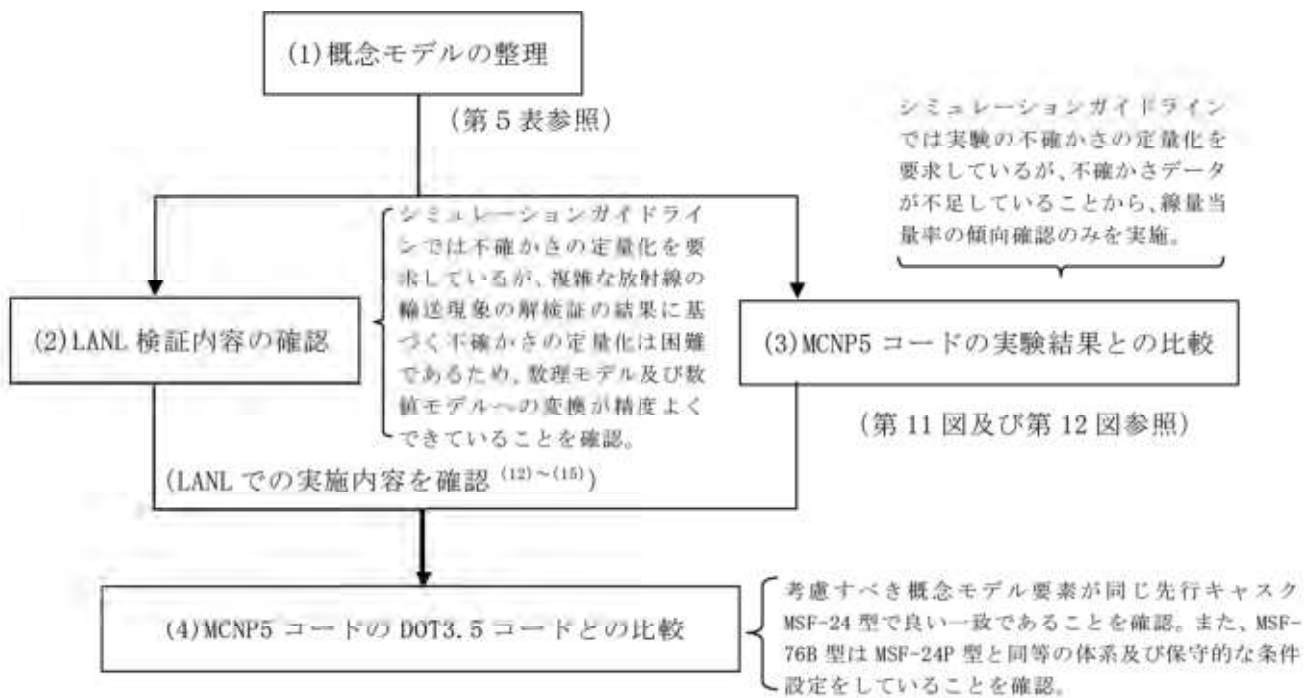 (1)概念モデルの整理
(第5表参照)
シミュレーションガイドライン
では実験の不確かさの定量化を
要求しているが、不確かさデータ
が不足していることから、線量当
量率の傾向確認のみを実施。
シミュレーションガイドライ
ンでは不確かさの定量化を要
求しているが、複雑な放射線の
輸送現象の解検証の結果に基
づく不確かさの定量化は困難
であるため、数理モデル及び数
値モデルへの変換が精度よく
できていることを確認。
(2)LANL 検証内容の確認
(3)MCNP5 コードの実験結果との比較
(第 11 図及び第 12 図参照)
(LANL での実施内容を確認 (12)~(15))
(4)MCNP5 コードの DOT3.5 コードとの比較
考慮すべき概念モデル要素が同じ先行キャスク
MSF-24 型で良い一致であることを確認。また、MSF-
76B 型は MSF-24P 型と同等の体系及び保守的な条件
設定をしていることを確認。